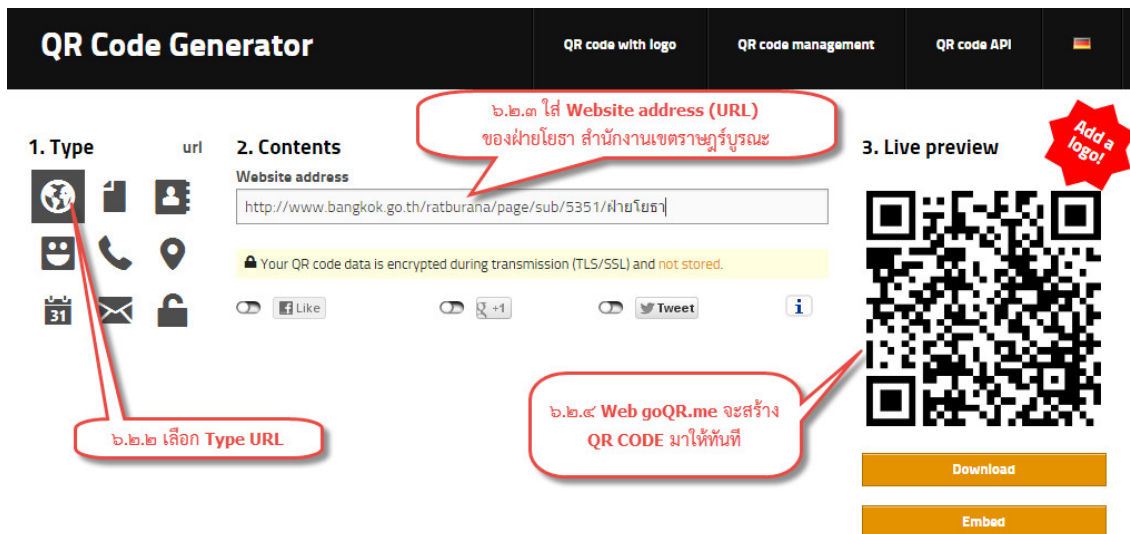 QR Code Generator
QR code with logo
QR code management
QR code API
๖.๒.๓ ใส่ Website address (URL)
ของฝ่ายโยธา สำนักงานเขตราษฎร์บูรณะ
1. Type
url
2. Contents
3. Live preview
Add a
logo!
Website address
http://www.bangkok.go.th/ratburana/page/sub/5351/ฝ่ายโยธา
Your QR code data is encrypted during transmission (TLS/SSL) and not stored.
31
Like
g +1
Tweet
i
๖.๒.๒ เลือก Type URL
๖.๒.๔ Web goQR.me จะสร้าง
QR CODE มาให้ทันที
Download
Embed